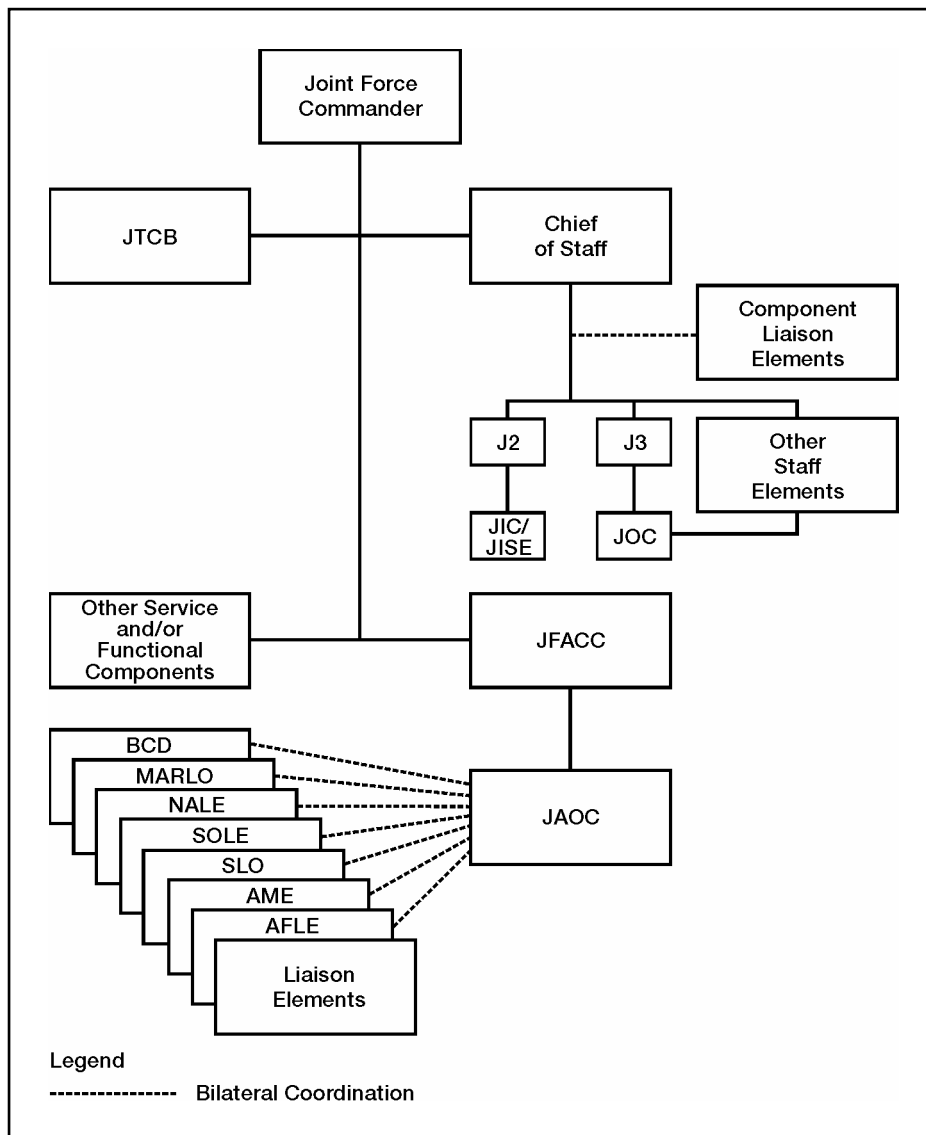 Joint Force
Commander
JTCB
Chief
of Staff
Component
Liaison
Elements
J2
J3
Other
Staff
Elements
JIC/
JISE
JOC
Other Service
and/or
Functional
Components
JFACC
BCD
MARLO
NALE
SOLE
SLO
AME
AFLE
Liaison
Elements
JAOC
Legend
Bilateral Coordination